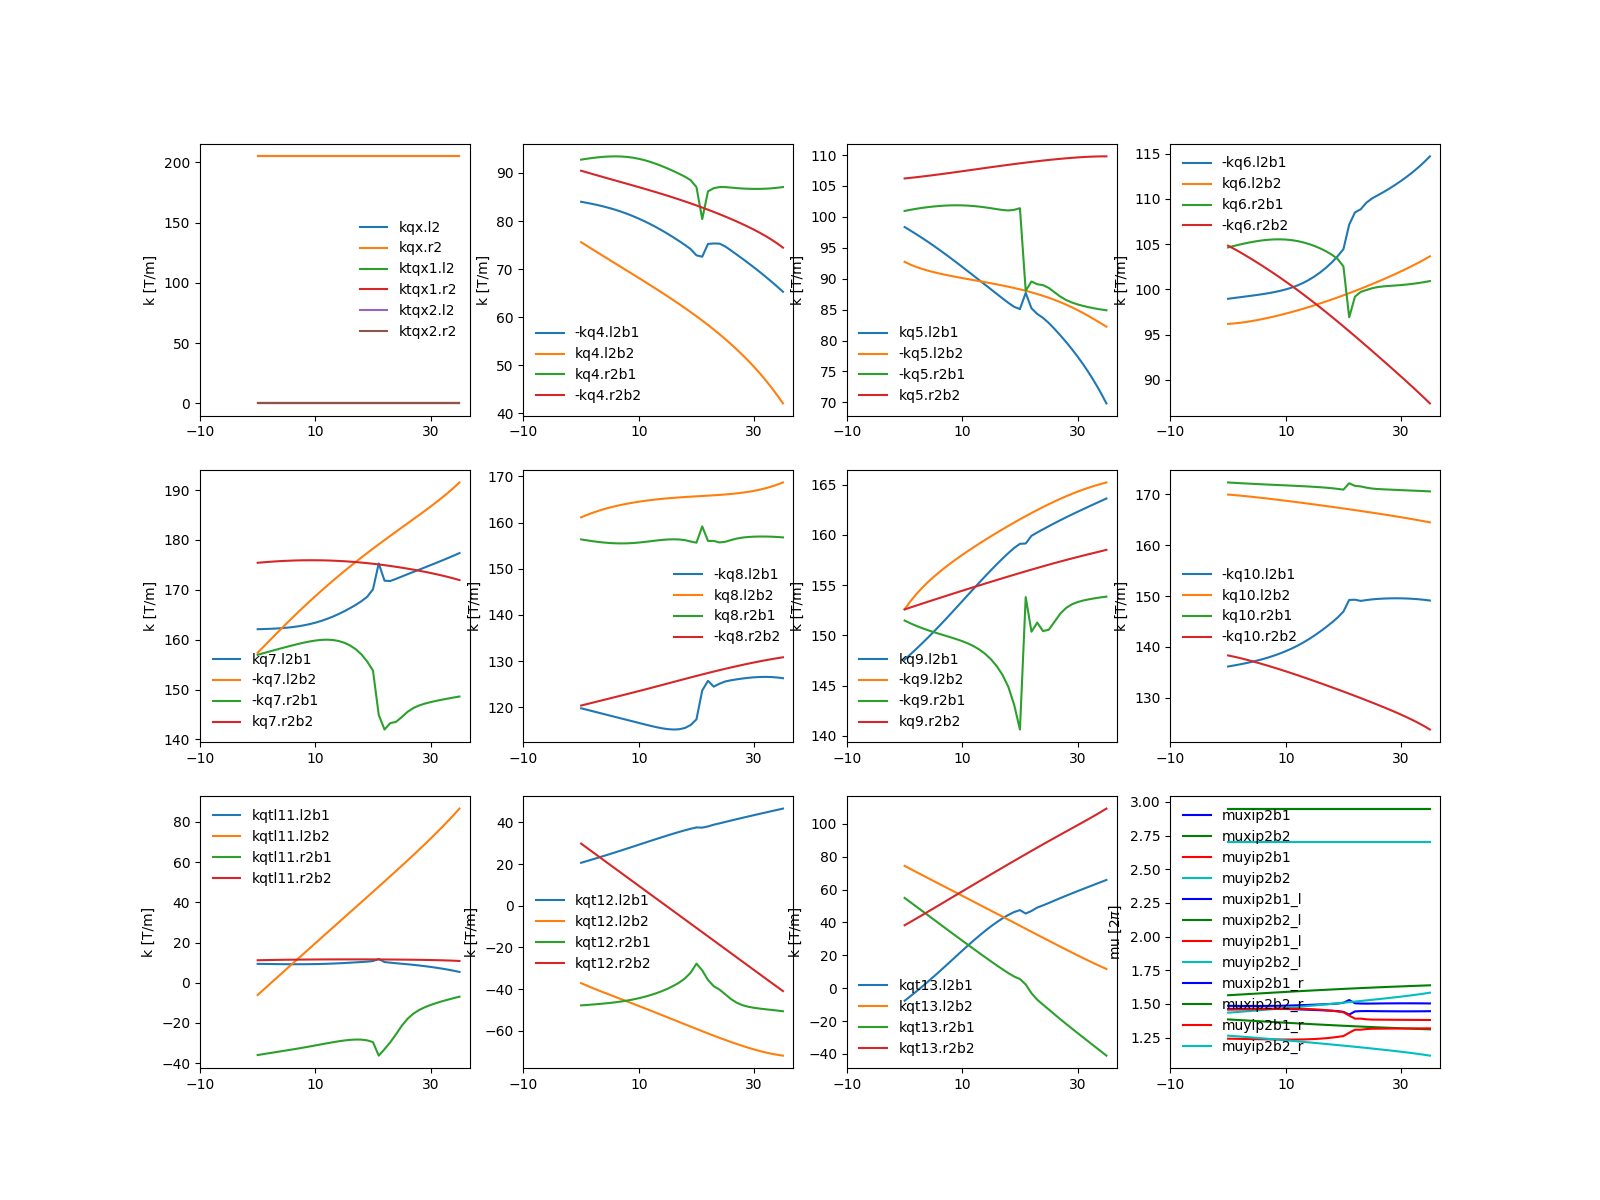 k [T/m]
200
150
100
50
0
−10
10
30
kqx.l2
kqx.r2
ktqx1.l2
ktqx1.r2
ktqx2.l2
ktqx2.r2
k [T/m]
90
80
70
60
50
40
−10
10
30
-kq4.l2b1
kq4.l2b2
kq4.r2b1
-kq4.r2b2
k [T/m]
110
105
100
95
90
85
80
75
70
−10
10
30
kq5.l2b1
-kq5.l2b2
-kq5.r2b1
kq5.r2b2
k [T/m]
115
110
105
100
95
90
−10
10
30
-kq6.l2b1
kq6.l2b2
kq6.r2b1
-kq6.r2b2
k [T/m]
190
180
170
160
150
140
−10
10
30
kq7.l2b1
-kq7.l2b2
-kq7.r2b1
kq7.r2b2
k [T/m]
170
160
150
140
130
120
−10
10
30
-kq8.l2b1
kq8.l2b2
kq8.r2b1
-kq8.r2b2
k [T/m]
165
160
155
150
145
140
−10
10
30
kq9.l2b1
-kq9.l2b2
-kq9.r2b1
kq9.r2b2
k [T/m]
170
160
150
140
130
−10
10
30
-kq10.l2b1
kq10.l2b2
kq10.r2b1
-kq10.r2b2
k [T/m]
80
60
40
20
0
−20
−40
−10
10
30
kqtl11.l2b1
kqtl11.l2b2
kqtl11.r2b1
kqtl11.r2b2
k [T/m]
40
20
0
−20
−40
−60
−10
10
30
kqt12.l2b1
kqt12.l2b2
kqt12.r2b1
kqt12.r2b2
k [T/m]
100
80
60
40
20
0
−20
−40
−10
10
30
kqt13.l2b1
kqt13.l2b2
kqt13.r2b1
kqt13.r2b2
mu [2π]
3.00
2.75
2.50
2.25
2.00
1.75
1.50
1.25
−10
10
30
muxip2b1
muxip2b2
muyip2b1
muyip2b2
muxip2b1_l
muxip2b2_l
muyip2b1_l
muyip2b2_l
muxip2b1_r
muxip2b2_r
muyip2b1_r
muyip2b2_r